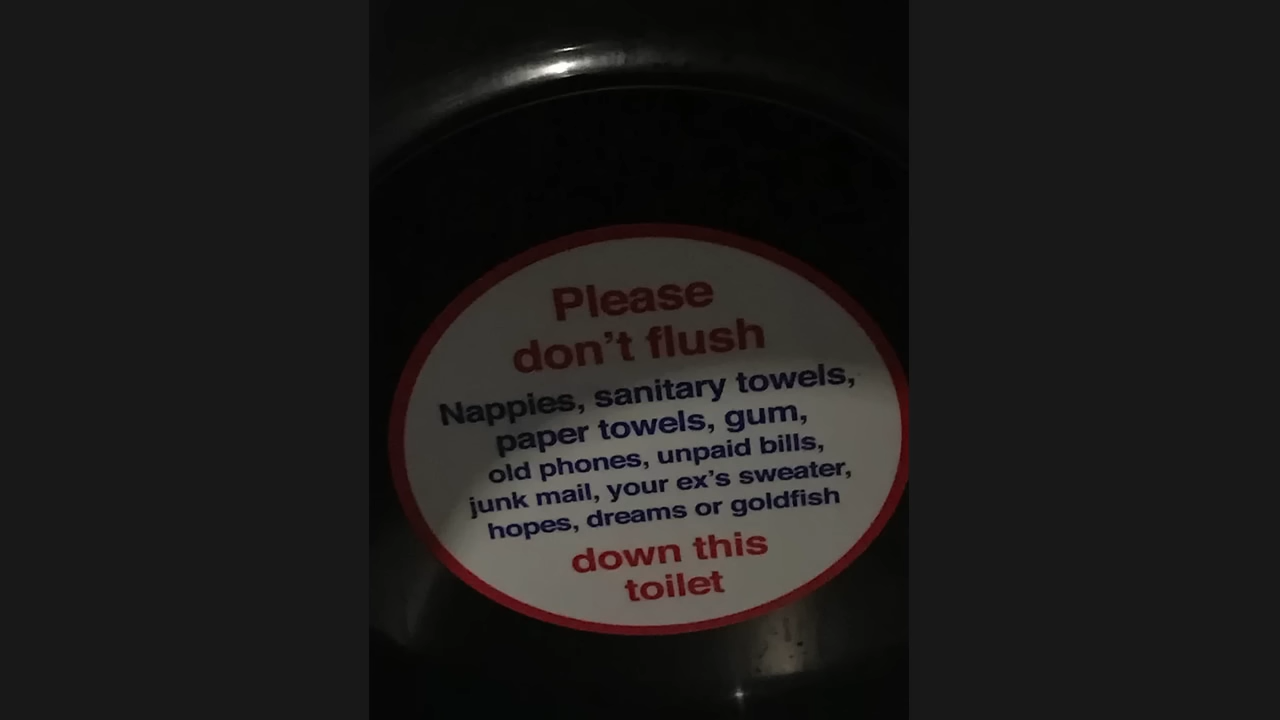 Please
don't flush
Nappies, sanitary towels,
paper towels, gum,
old phones, unpaid bills,
junk mail, your ex's sweater,
hopes, dreams or goldfish
down this
toilet